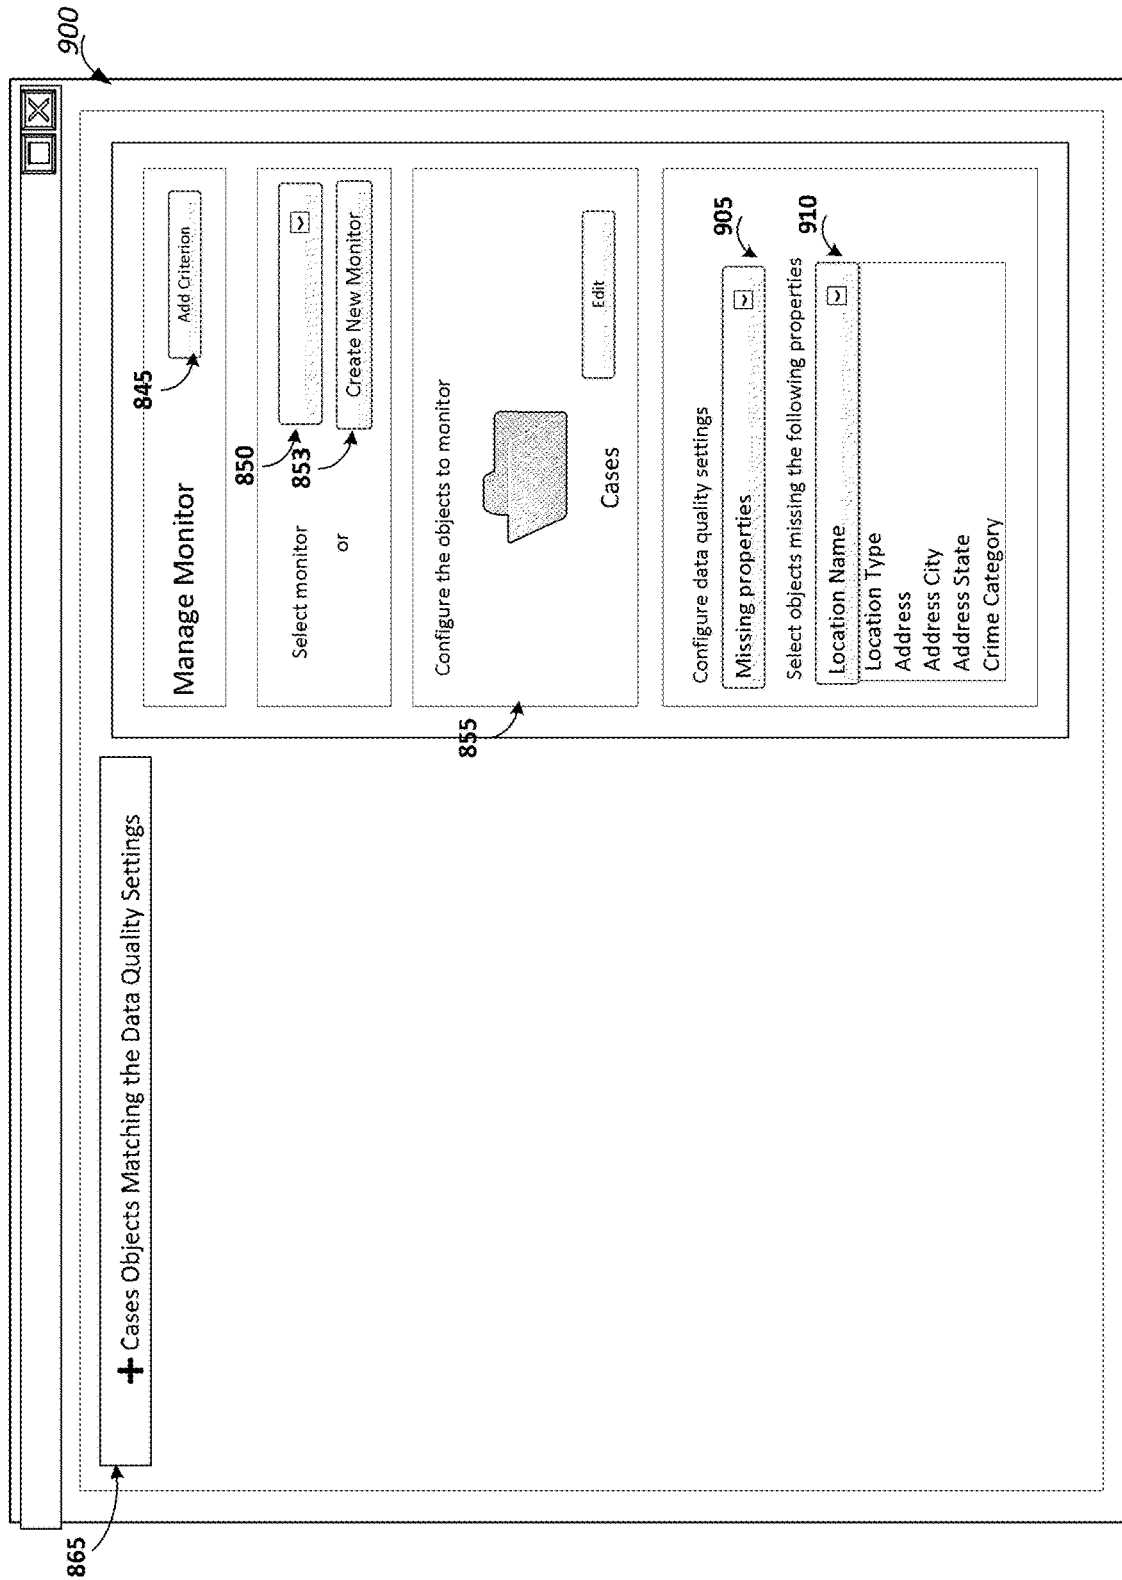 900
865
+ Cases Objects Matching the Data Quality Settings
Manage Monitor
845
Add Criterion
Select monitor
850
or
853
Create New Monitor
855
Configure the objects to monitor
Cases
Edit
Configure data quality settings
Missing properties
905
Select objects missing the following properties
Location Name
910
Location Type
Address
Address City
Address State
Crime Category